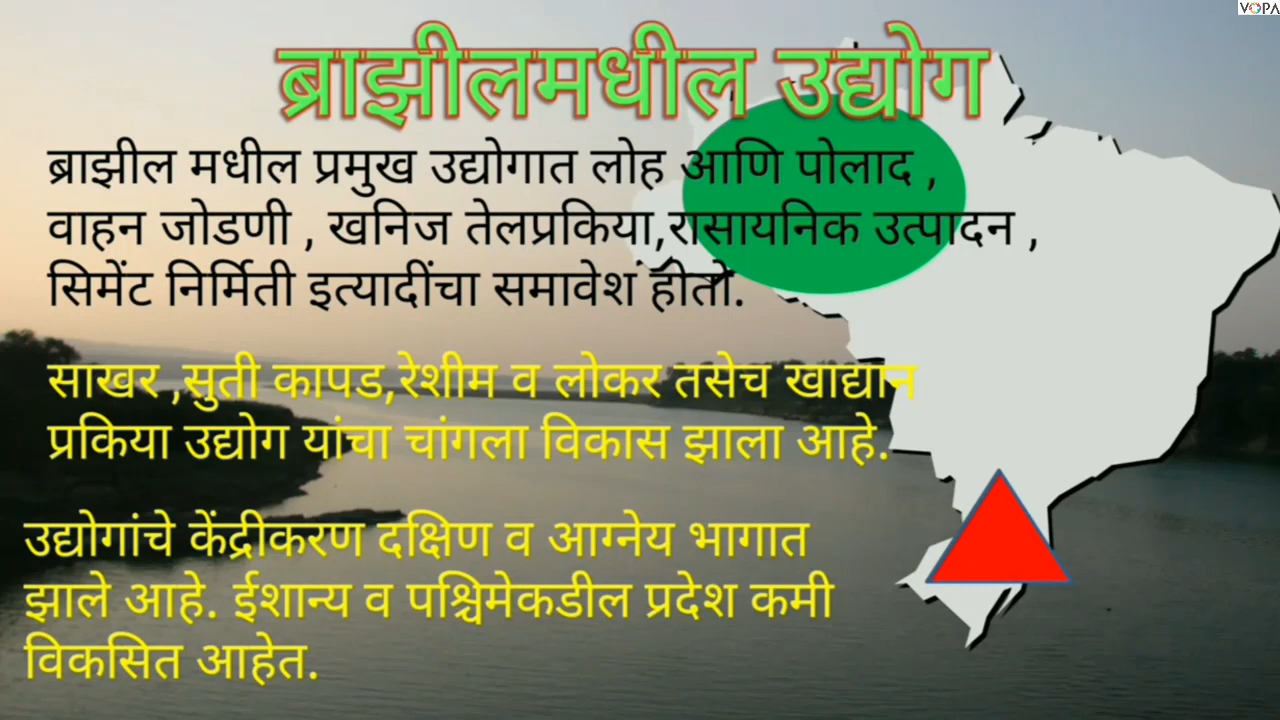 VOPA
ब्राझीलमधील उद्योग
ब्राझील मधील प्रमुख उद्योगात लोह आणि पोलाद ,
वाहन जोडणी , खनिज तेलप्रकिया,रासायनिक उत्पादन ,
सिमेंट निर्मिती इत्यादींचा समावेश होतो.
साखर ,सुती कापड,रेशीम व लोकर तसेच खाद्यान
प्रकिया उद्योग यांचा चांगला विकास झाला आहे.
उद्योगांचे केंद्रीकरण दक्षिण व आग्नेय भागात
झाले आहे. ईशान्य व पश्चिमेकडील प्रदेश कमी
विकसित आहेत.